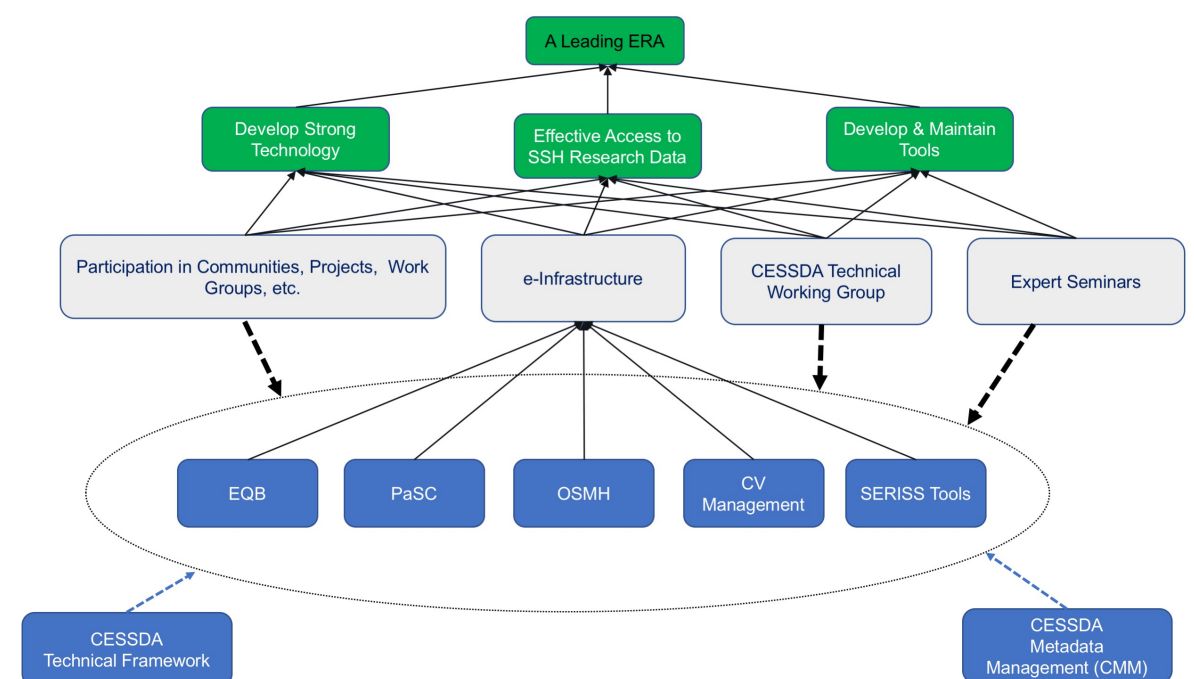 A Leading ERA
Develop Strong
Technology
Effective Access to
SSH Research Data
Develop & Maintain
Tools
Participation in Communities, Projects, Work
Groups, etc.
e-Infrastructure
CESSDA Technical
Working Group
Expert Seminars
EQB
PaSC
OSMH
CV
Management
SERISS Tools
CESSDA
Technical Framework
CESSDA
Metadada
Management (CMM)